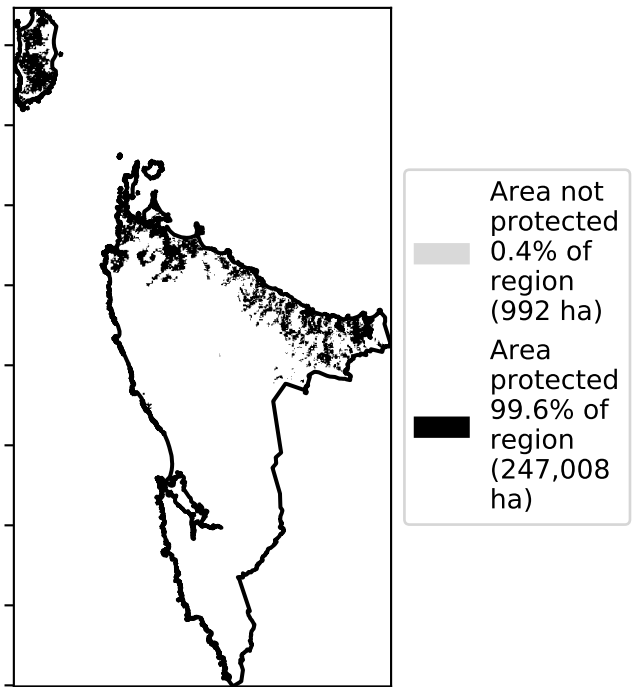 Area not
protected
0.4% of
region
(992 ha)
Area
protected
99.6% of
region
(247,008
ha)